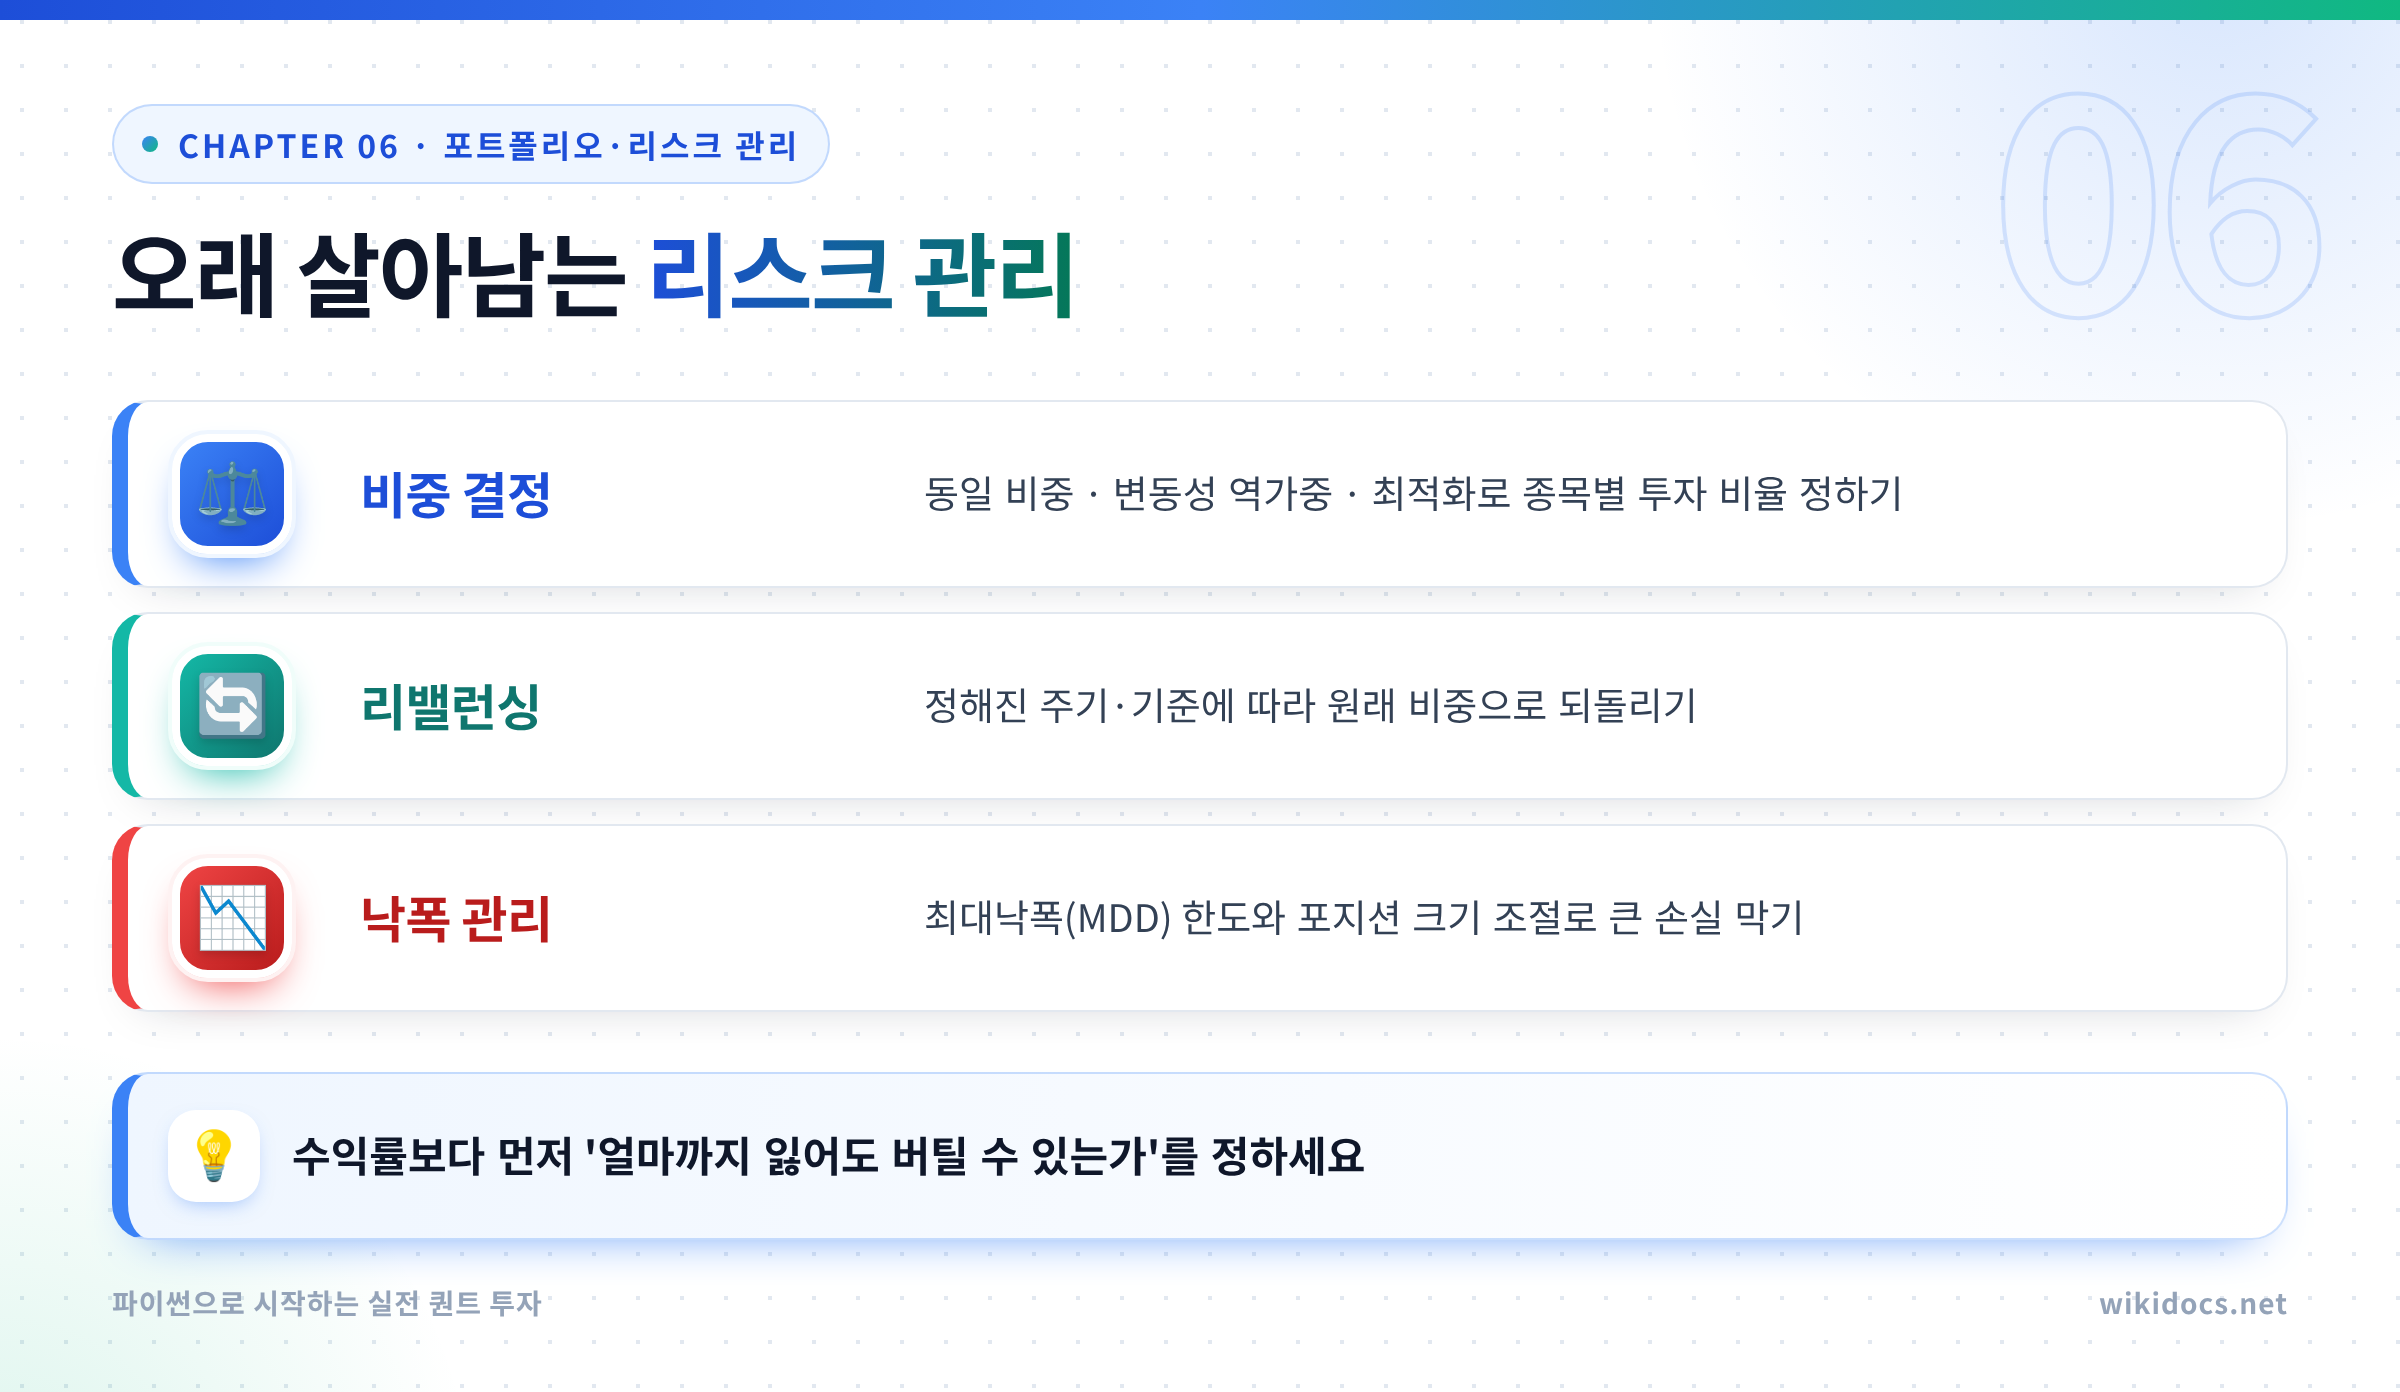 CHAPTER 06 · 포트폴리오·리스크 관리
06
오래 살아남는 리스크 관리
비중 결정
동일 비중 · 변동성 역가중 · 최적화로 종목별 투자 비율 정하기
리밸런싱
정해진 주기·기준에 따라 원래 비중으로 되돌리기
낙폭 관리
최대낙폭(MDD) 한도와 포지션 크기 조절로 큰 손실 막기
수익률보다 먼저 '얼마까지 잃어도 버틸 수 있는가'를 정하세요
파이썬으로 시작하는 실전 퀀트 투자
wikidocs.net